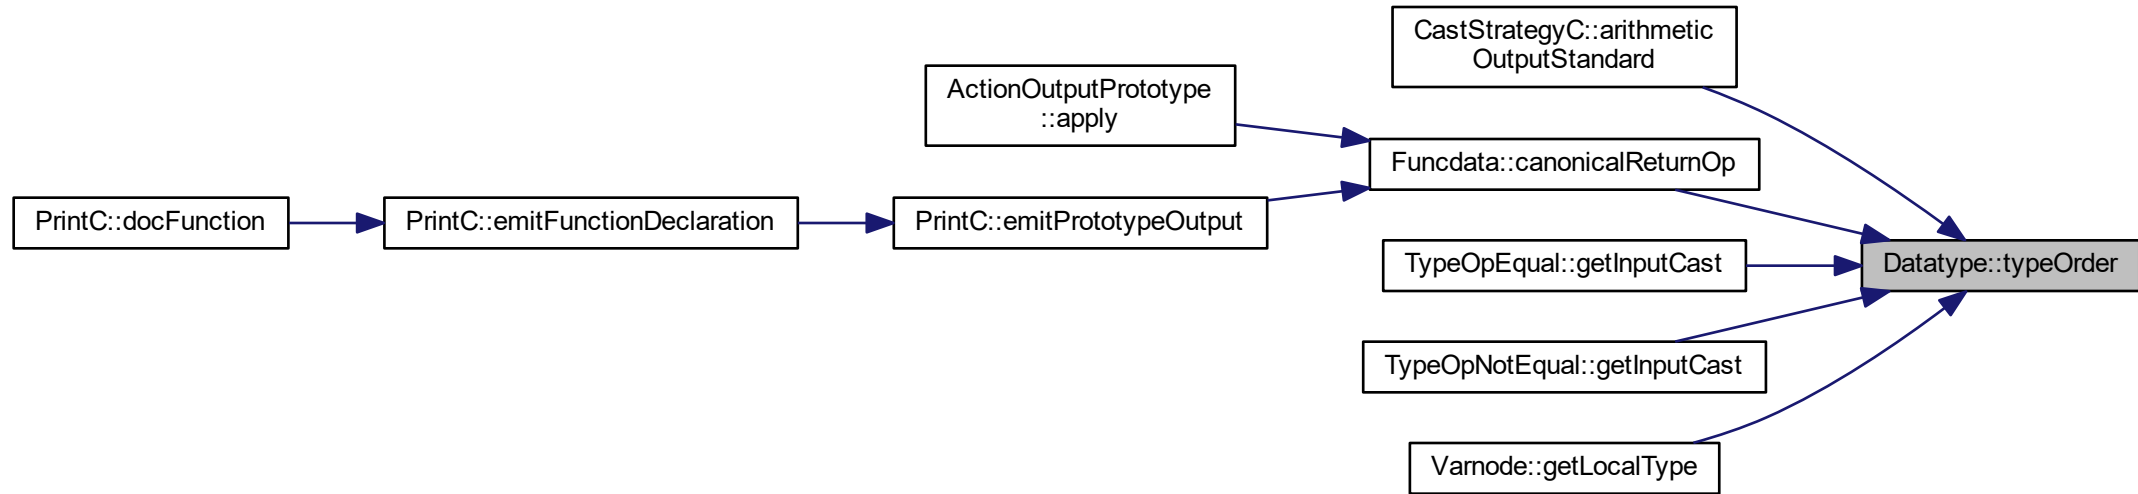 CastStrategyC::arithmetic
OutputStandard
ActionOutputPrototype
::apply
Funcdata::canonicalReturnOp
PrintC::docFunction
PrintC::emitFunctionDeclaration
PrintC::emitPrototypeOutput
TypeOpEqual::getInputCast
Datatype::typeOrder
TypeOpNotEqual::getInputCast
Varnode::getLocalType